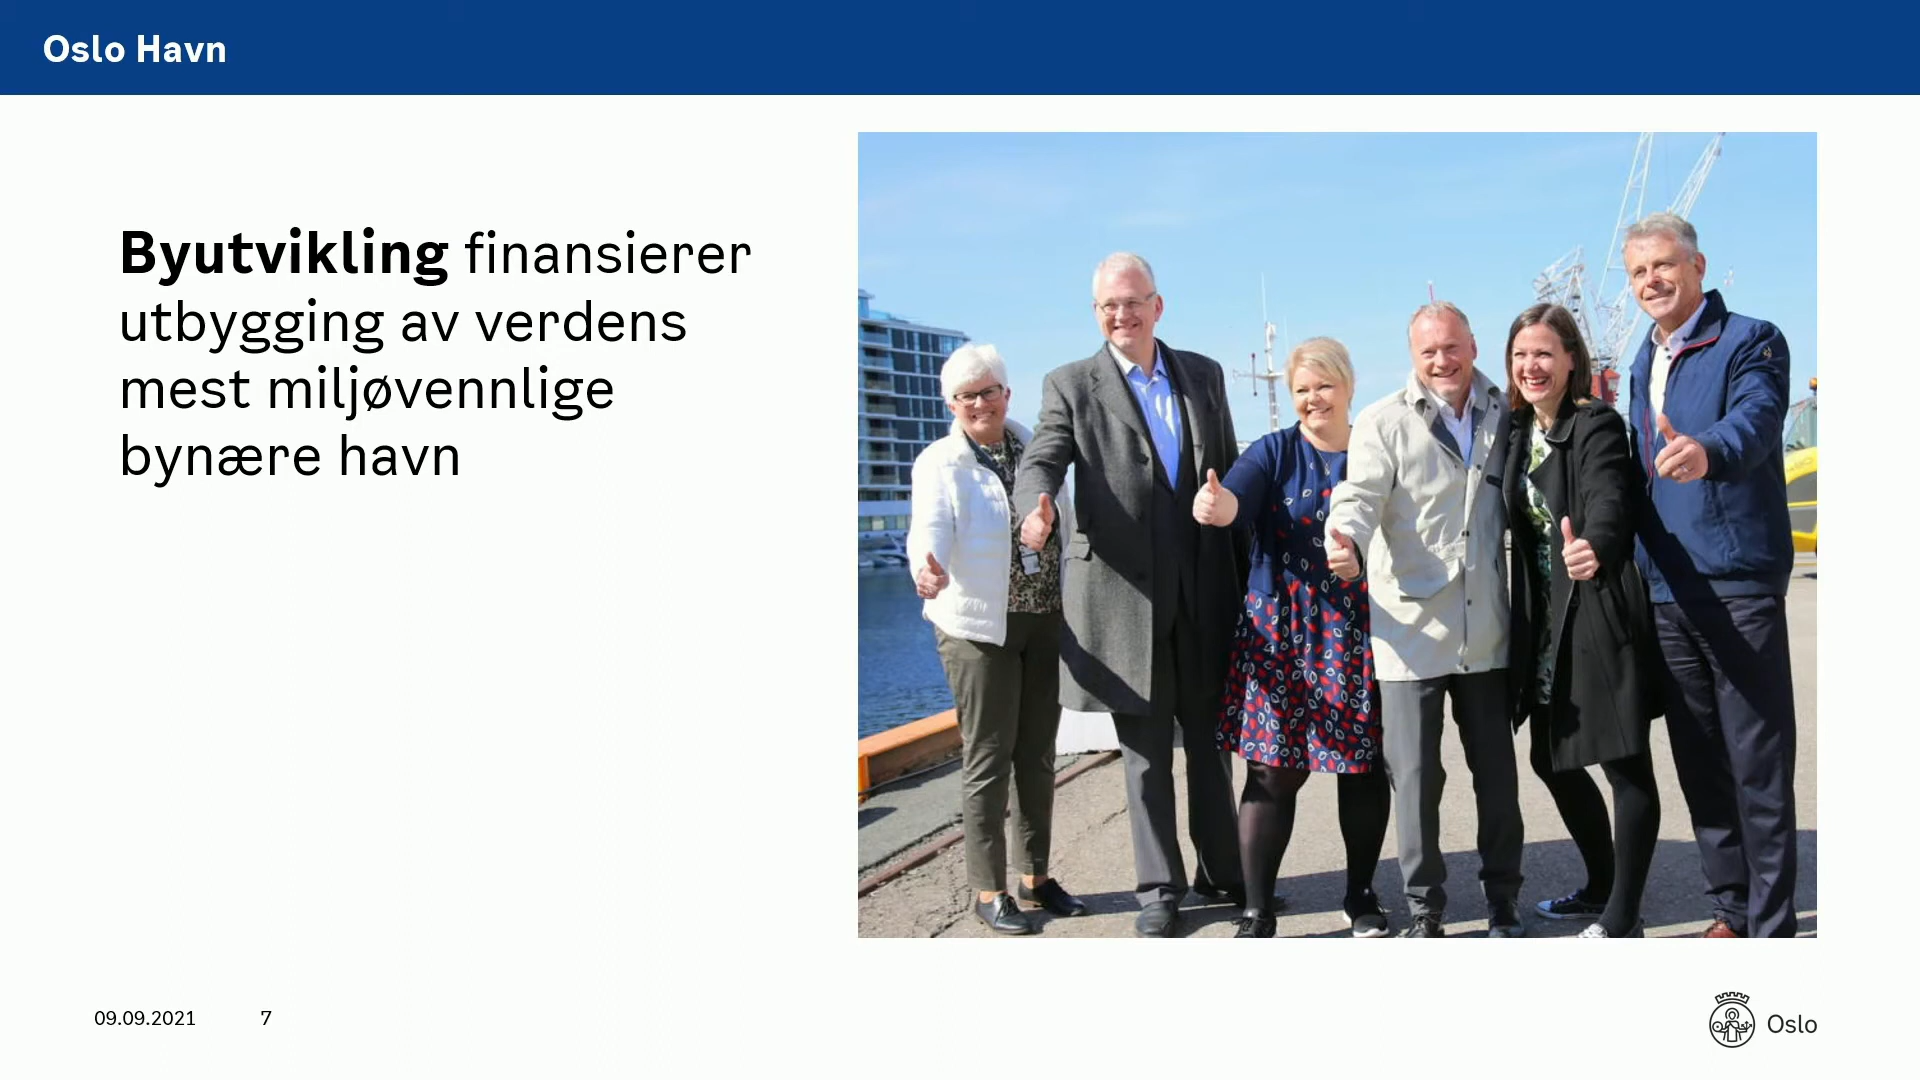 Oslo Havn
Byutvikling finansierer
utbygging av verdens
mest miljøvennlige
bynære havn
09.09.2021 7
Oslo